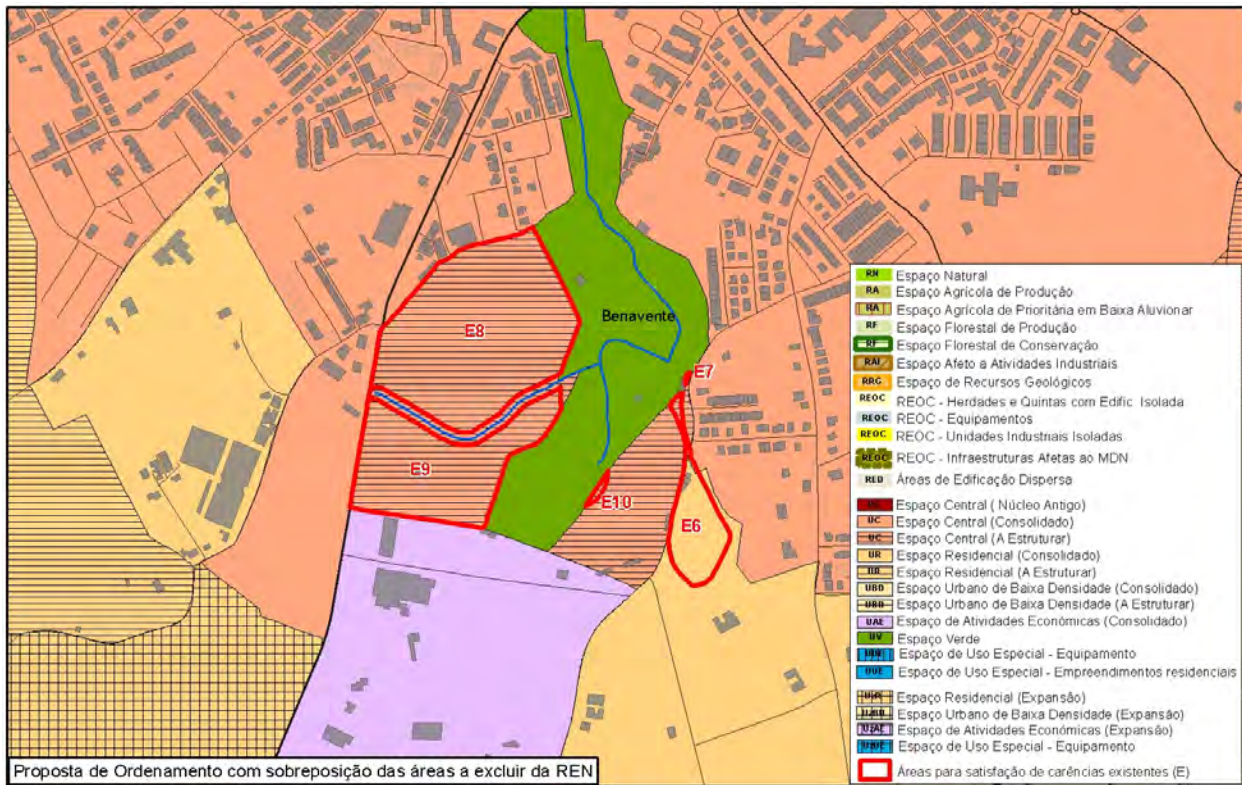 E8
Benavente
E7
E9
E10
E6
RN Espaço Natural
RA Espaço Agrícola de Produção
RA Espaço Agrícola de Prioritária em Baixa Aluvionar
RF Espaço Florestal de Produção
RF Espaço Florestal de Conservação
RAI Espaço Afeto a Atividades Industriais
RRG Espaço de Recursos Geológicos
REOC REOC - Herdades e Quintas com Edific Isolada
REOC REOC - Equipamentos
REOC REOC - Unidades Industriais Isoladas
REOC REOC - Infraestruturas Afetas ao MDN
RED Áreas de Edificação Dispersa
UC Espaço Central ( Núcleo Antigo)
UC Espaço Central (Consolidado)
UC Espaço Central (A Estruturar)
UR Espaço Residencial (Consolidado)
UR Espaço Residencial (A Estruturar)
UBD Espaço Urbano de Baixa Densidade (Consolidado)
UBD Espaço Urbano de Baixa Densidade (A Estruturar)
UAE Espaço de Atividades Económicas (Consolidado)
UV Espaço Verde
Espaço de Uso Especial - Equipamento
UUE Espaço de Uso Especial - Empreendimentos residenciais
Espaço Residencial (Expansão)
Espaço Urbano de Baixa Densidade (Expansão)
Espaço de Atividades Económicas (Expansão)
Espaço de Uso Especial - Equipamento
Áreas para satisfação de carências existentes (E)
Proposta de Ordenamento com sobreposição das áreas a excluir da REN